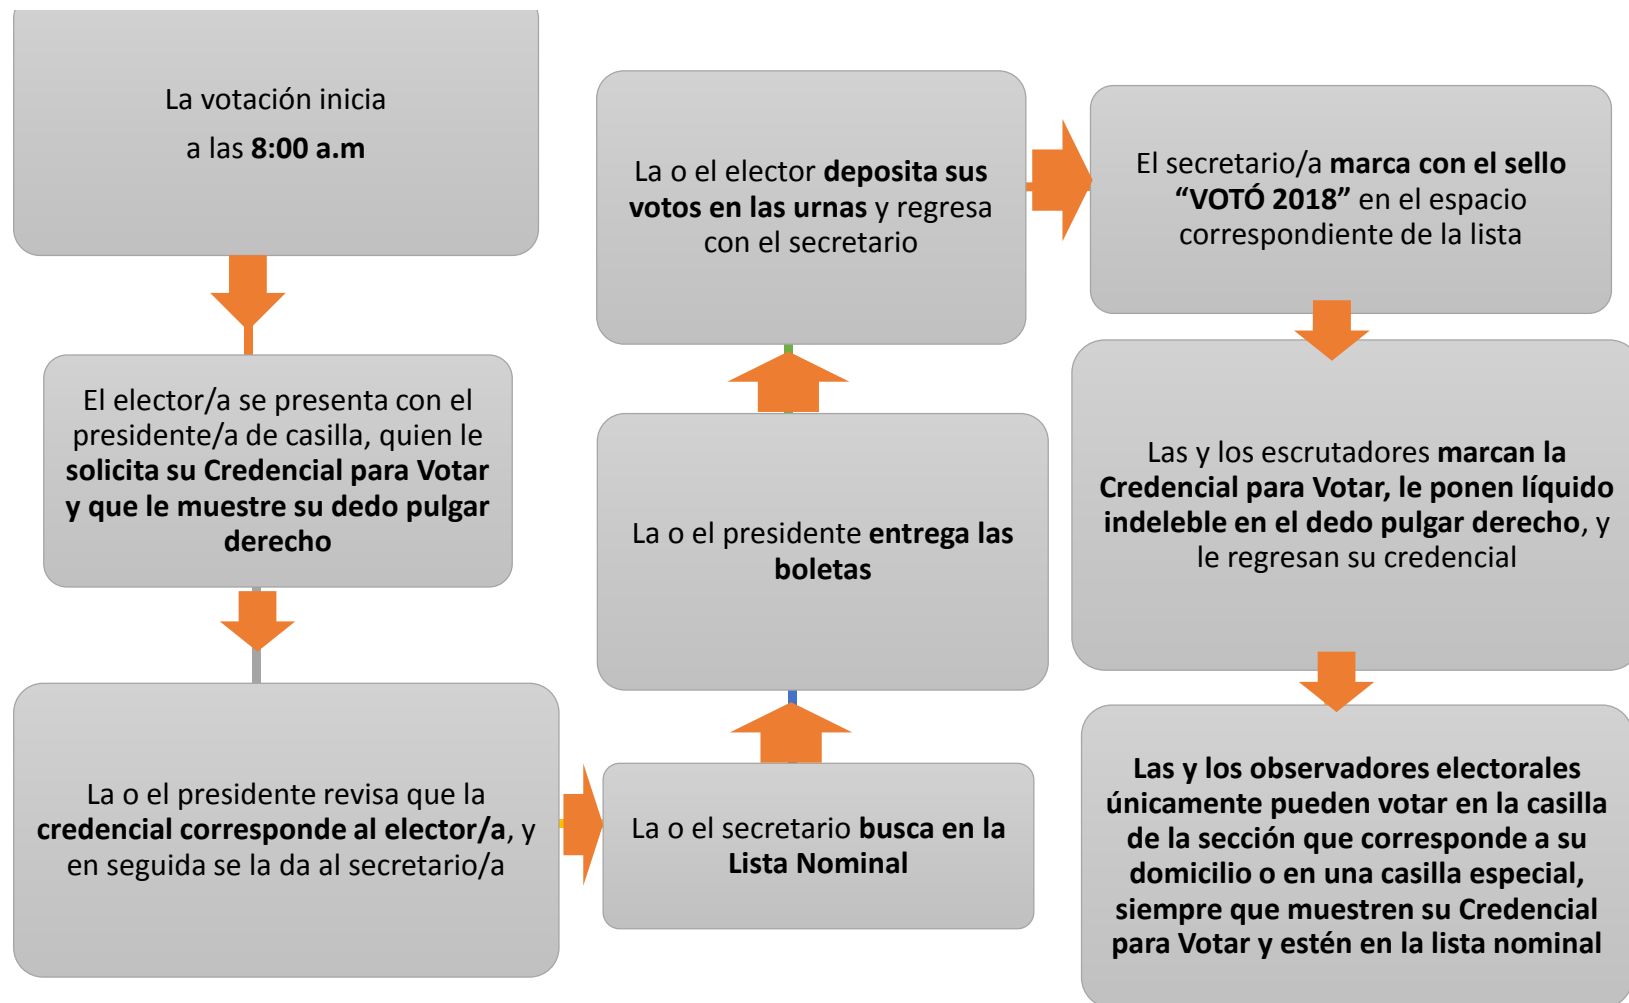 La votación inicia
a las 8:00 a.m
El elector/a se presenta con el
presidente/a de casilla, quien le
solicita su Credencial para Votar
y que le muestre su dedo pulgar
derecho
La o el presidente revisa que la
credencial corresponde al elector/a, y
en seguida se la da al secretario/a
La o el secretario busca en la
Lista Nominal
La o el presidente entrega las
boletas
La o el elector deposita sus
votos en las urnas y regresa
con el secretario
El secretario/a marca con el sello
“VOTÓ 2018” en el espacio
correspondiente de la lista
Las y los escrutadores marcan la
Credencial para Votar, le ponen líquido
indeleble en el dedo pulgar derecho, y
le regresan su credencial
Las y los observadores electorales
únicamente pueden votar en la casilla
de la sección que corresponde a su
domicilio o en una casilla especial,
siempre que muestren su Credencial
para Votar y estén en la lista nominal